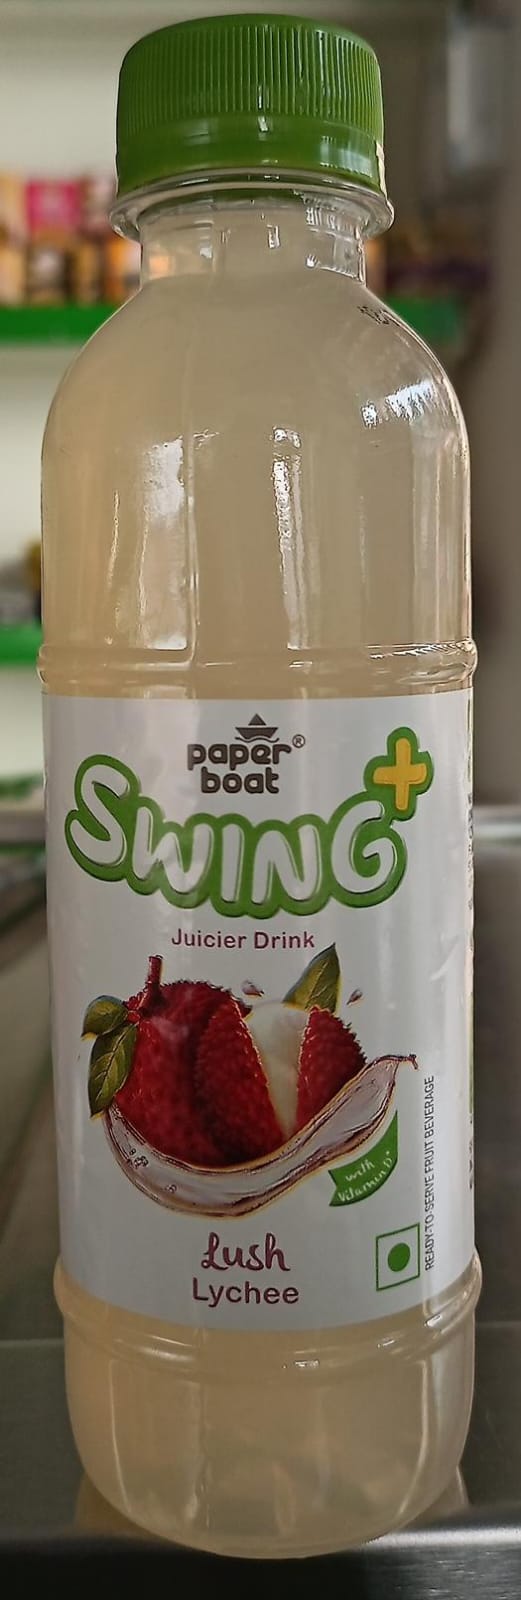 paper®
boat
SWING+
Juicier Drink
with
Vitamin D*
READY-TO-SERVE FRUIT BEVERAGE
Lush
Lychee